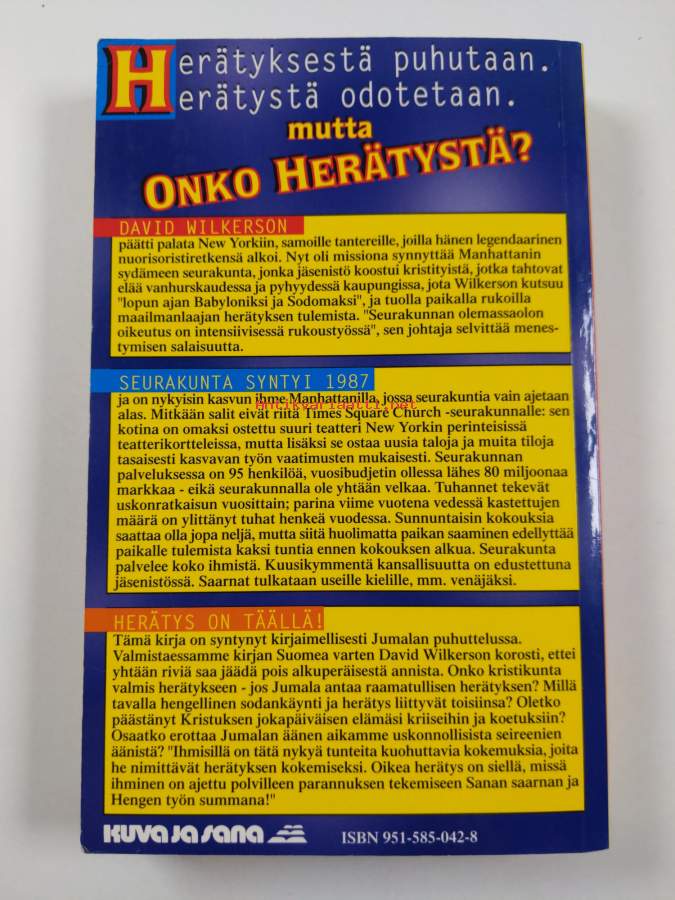 Herätyksestä puhutaan.
Herätystä odotetaan.
mutta
ONKO HERÄTYSTÄ?
DAVID WILKERSON
päätti palata New Yorkiin, samoille tantereille, joilla hänen legendaarinen
nuorisoristiretkensä alkoi. Nyt oli missiona synnyttää Manhattanin
sydämeen seurakunta, jonka jäsenistö koostui kristityistä, jotka tahtovat
elää vanhurskaudessa ja pyhyydessä kaupungissa, jota Wilkerson kutsuu
"lopun ajan Babyloniksi ja Sodomaksi", ja tuolla paikalla rukoilla
maailmanlaajan herätyksen tulemista. "Seurakunnan olemassaolon
oikeutus on intensiivisessä rukoustyössä", sen johtaja selvittää menes-
tymisen salaisuutta.
SEURAKUNTA SYNTYI 1987
ja on nykyisin kasvun ihme Manhattanilla, jossa seurakuntia vain ajetaan
Antikvariaatti.net
alas. Mitkään salit eivät riitä Times Square Church -seurakunnalle: sen
kotina on omaksi ostettu suuri teatteri New Yorkin perinteisissä
teatterikortteleissa, mutta lisäksi se ostaa uusia taloja ja muita tiloja
tasaisesti kasvavan työn vaatimusten mukaisesti. Seurakunnan
palveluksessa on 95 henkilöä, vuosibudjetin ollessa lähes 80 miljoonaa
markkaa - eikä seurakunnalla ole yhtään velkaa. Tuhannet tekevät
uskonratkaisun vuosittain; parina viime vuotena vedessä kastettujen
määrä on ylittänyt tuhat henkeä vuodessa. Sunnuntaisin kokouksia
saattaa olla jopa neljä, mutta siitä huolimatta paikan saaminen edellyttää
paikalle tulemista kaksi tuntia ennen kokouksen alkua. Seurakunta
palvelee koko ihmistä. Kuusikymmentä kansallisuutta on edustettuna
jäsenistössä. Saarnat tulkataan useille kielille, mm. venäjäksi.
HERÄTYS ON TÄÄLLÄ!
Tämä kirja on syntynyt kirjaimellisesti Jumalan puhuttelussa.
Valmistaessamme kirjan Suomea varten David Wilkerson korosti, ettei
yhtään riviä saa jäädä pois alkuperäisestä annista. Onko kristikunta
valmis herätykseen - jos Jumala antaa raamatullisen herätyksen? Millä
tavalla hengellinen sodankäynti ja herätys liittyvät toisiinsa? Oletko
päästänyt Kristuksen jokapäiväisen elämäsi kriiseihin ja koetuksiin?
Osaatko erottaa Jumalan äänen aikamme uskonnollisista seireenien
äänistä? "Ihmisillä on tätä nykyä tunteita kuohuttavia kokemuksia, joita
he nimittävät herätyksen kokemiseksi. Oikea herätys on siellä, missä
ihminen on ajettu polvilleen parannuksen tekemiseen Sanan saarnan ja
Hengen työn summana!"
KUVA JA SANA
ISBN 951-585-042-8